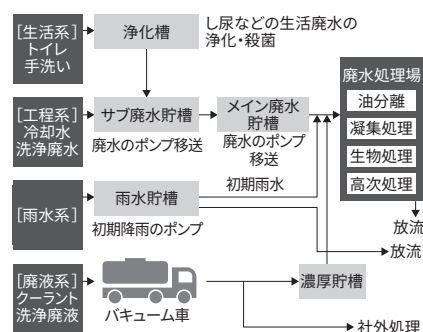 [生活系]
トイレ
手洗い
浄化槽
し尿などの生活廃水の
浄化・殺菌
[工程系]
冷却水
洗浄廃水
サブ廃水貯槽
廃水のポンプ移送
メイン廃水
貯槽
廃水のポンプ
移送
廃水処理場
油分離
凝集処理
生物処理
高次処理
放流
[雨水系]
雨水貯槽
初期降雨のポンプ
初期雨水
放流
[廃液系]
クーラント
洗浄廃液
バキューム車
濃厚貯槽
社外処理